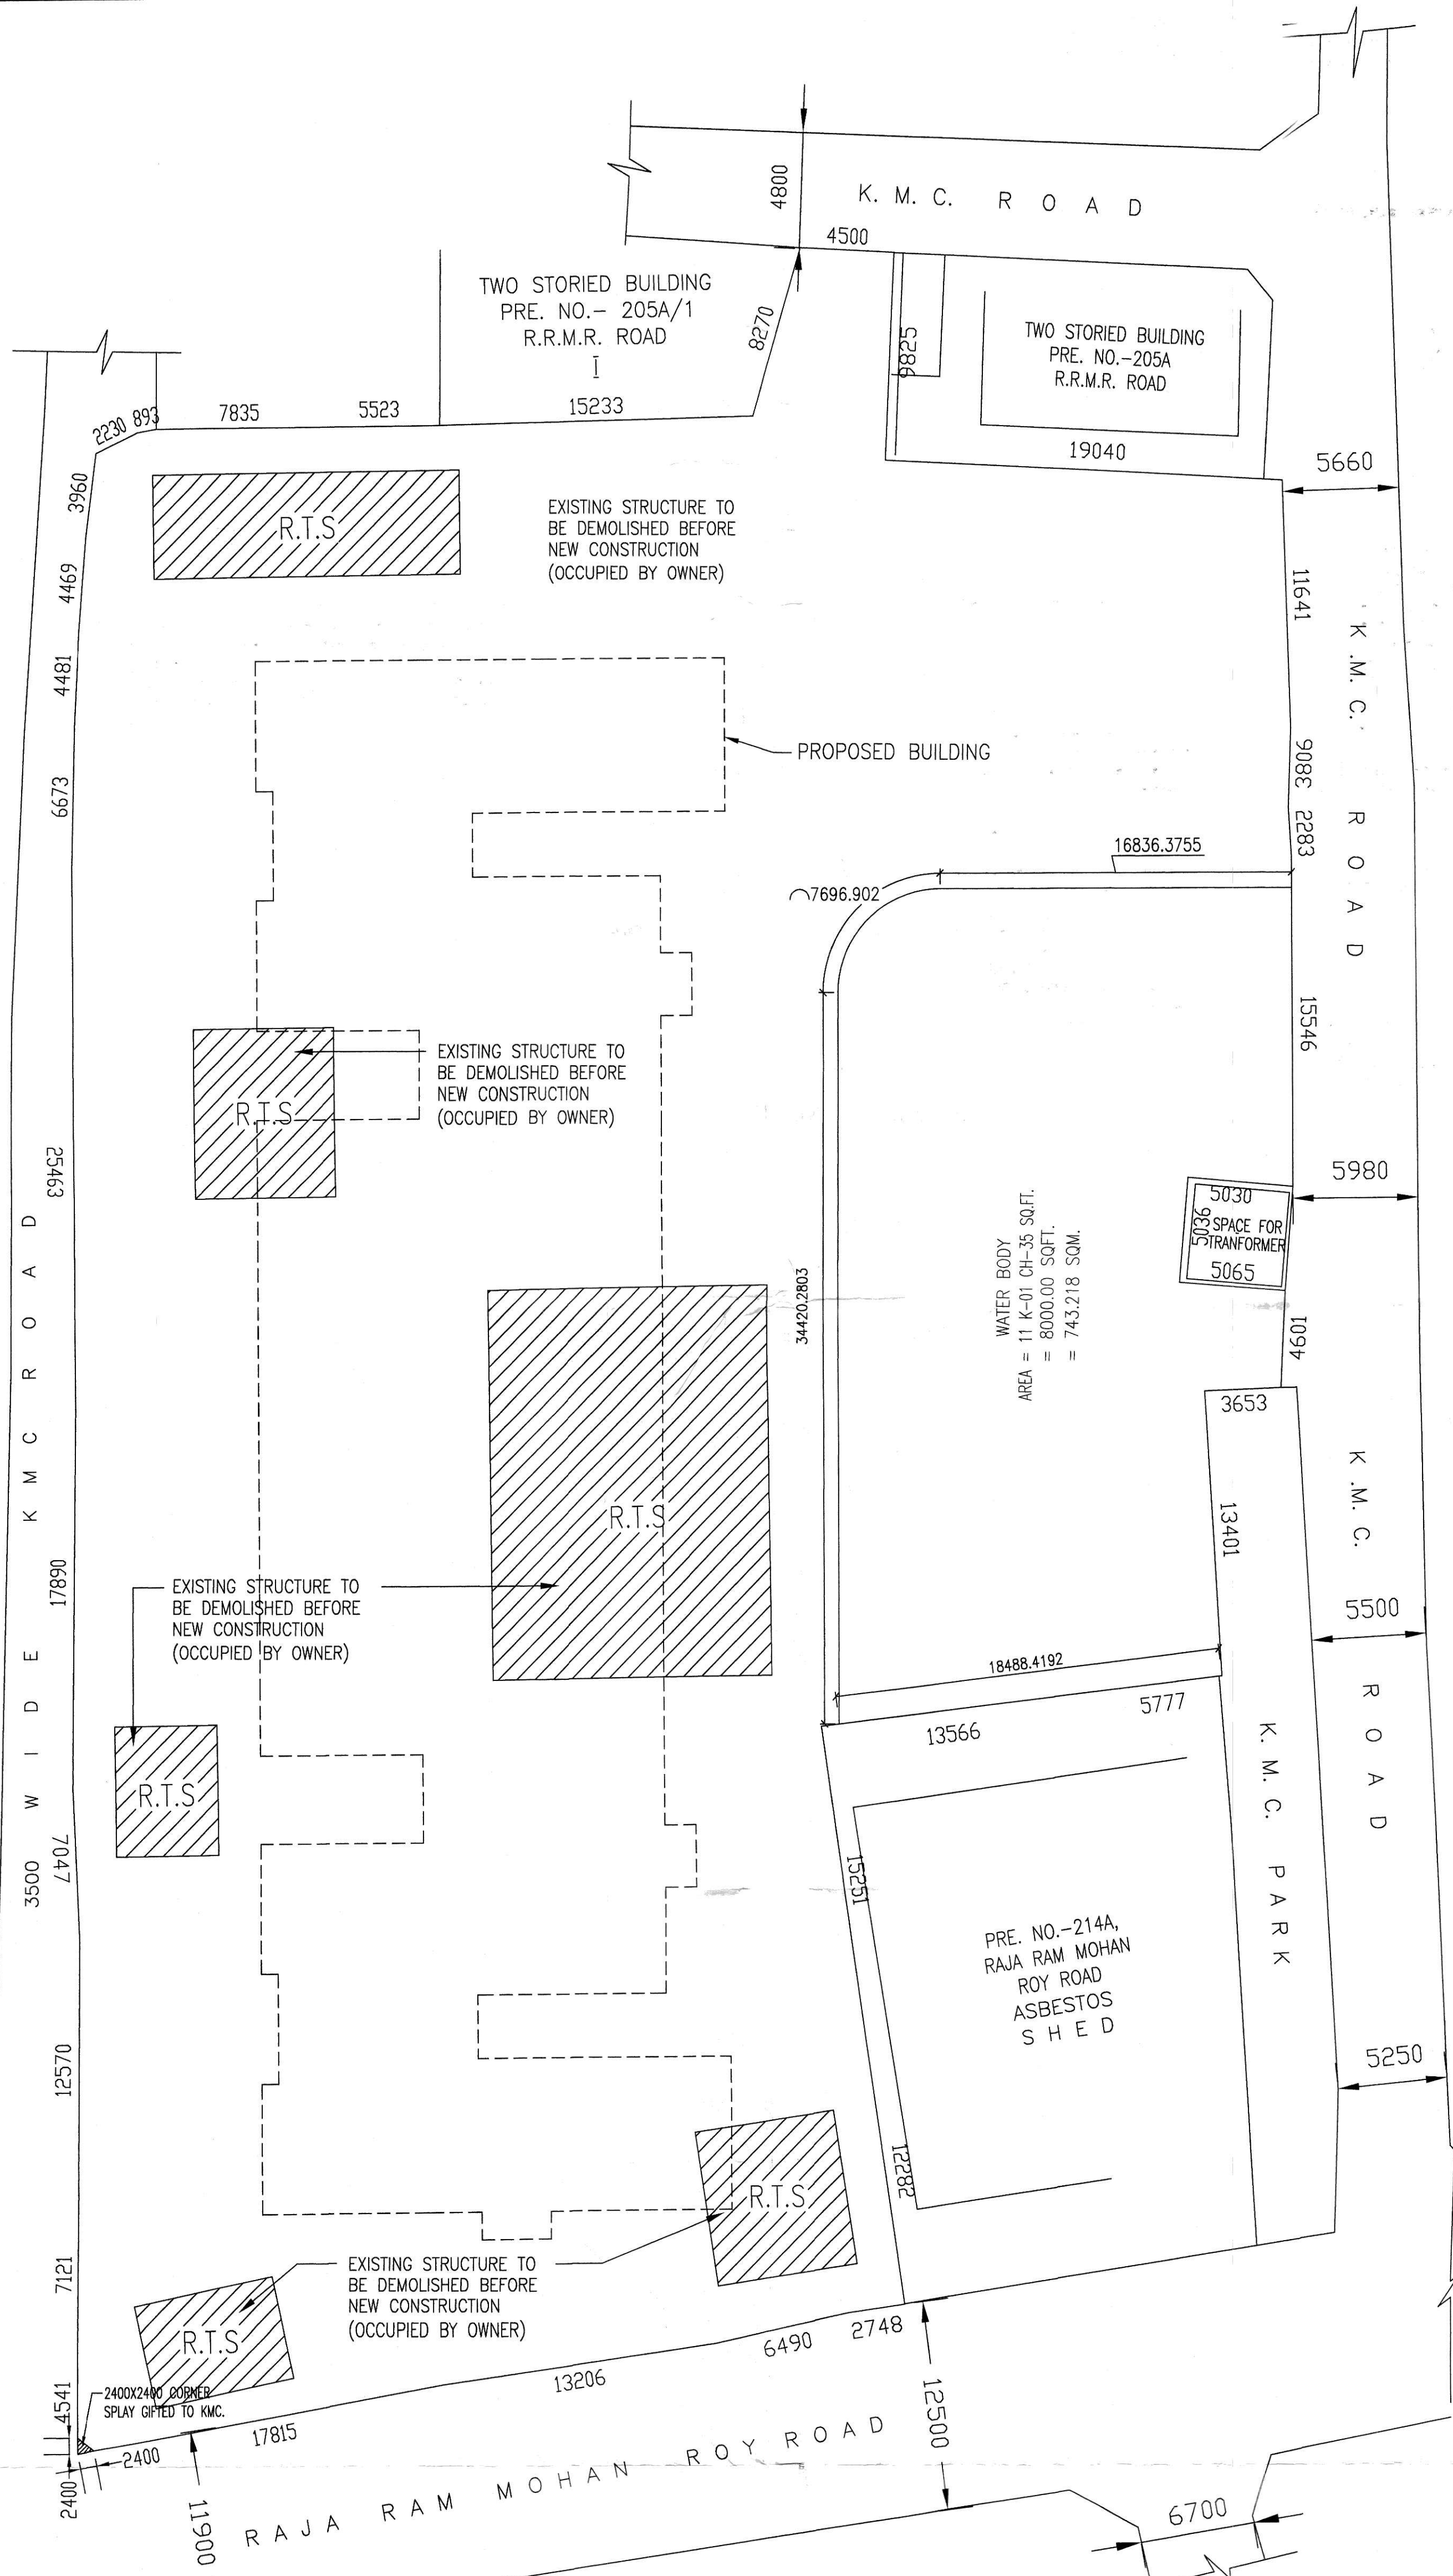 4800
K. M. C. ROAD
4500
TWO STORIED BUILDING
PRE. NO.- 205A/1
R.R.M.R. ROAD
I
8270
9825
TWO STORIED BUILDING
PRE. NO.-205A
R.R.M.R. ROAD
2230 893
7835
5523
15233
19040
5660
3960
R.T.S
EXISTING STRUCTURE TO
BE DEMOLISHED BEFORE
NEW CONSTRUCTION
(OCCUPIED BY OWNER)
4469
11641
4481
K.M.C. ROAD
PROPOSED BUILDING
6673
9083
2283
16836.3755
7696.902
15546
EXISTING STRUCTURE TO
BE DEMOLISHED BEFORE
NEW CONSTRUCTION
(OCCUPIED BY OWNER)
R.T.S
25463
5980
5030
5036
SPACE FOR
TRANFORMER
5065
WATER BODY
AREA = 11 K-01 CH-35 SQ.FT.
= 8000.00 SQFT.
= 743.218 SQM.
34420.2803
4601
3653
3500 WIDE KMC ROAD
13401
K.M.C. ROAD
R.T.S
17890
EXISTING STRUCTURE TO
BE DEMOLISHED BEFORE
NEW CONSTRUCTION
(OCCUPIED BY OWNER)
5500
18488.4192
5777
13566
R.T.S
7047
15251
K. M. C. PARK
PRE. NO.-214A,
RAJA RAM MOHAN
ROY ROAD
ASBESTOS
SHED
12570
5250
12282
R.T.S
7121
EXISTING STRUCTURE TO
BE DEMOLISHED BEFORE
NEW CONSTRUCTION
(OCCUPIED BY OWNER)
R.T.S
2748
6490
13206
4541
2400X2400 CORNER
SPLAY GIFTED TO KMC.
17815
12500
2400
2400
11900
RAJA RAM MOHAN ROY ROAD
6700